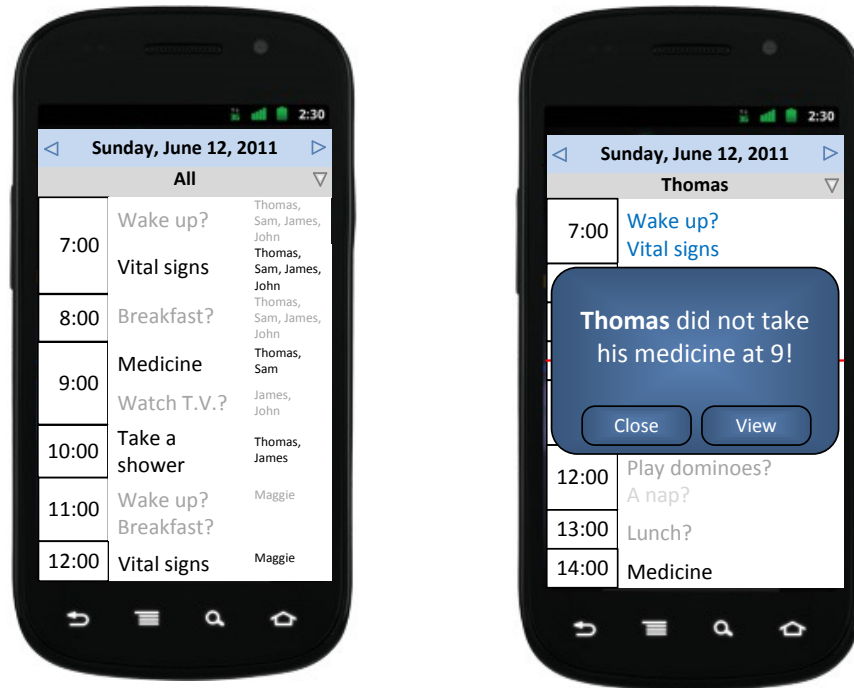 2:30
Sunday, June 12, 2011
All
7:00
Wake up?
Thomas,
Sam, James,
John
Vital signs
Thomas,
Sam, James,
John
8:00
Breakfast?
Thomas,
Sam, James,
John
9:00
Medicine
Thomas,
Sam
Watch T.V.?
James,
John
10:00
Take a
shower
Thomas,
James
11:00
Wake up?
Breakfast?
Maggie
12:00
Vital signs
Maggie
2:30
Sunday, June 12, 2011
Thomas
7:00
Wake up?
Vital signs
Thomas did not take
his medicine at 9!
Close
View
12:00
Play dominoes?
A nap?
13:00
Lunch?
14:00
Medicine